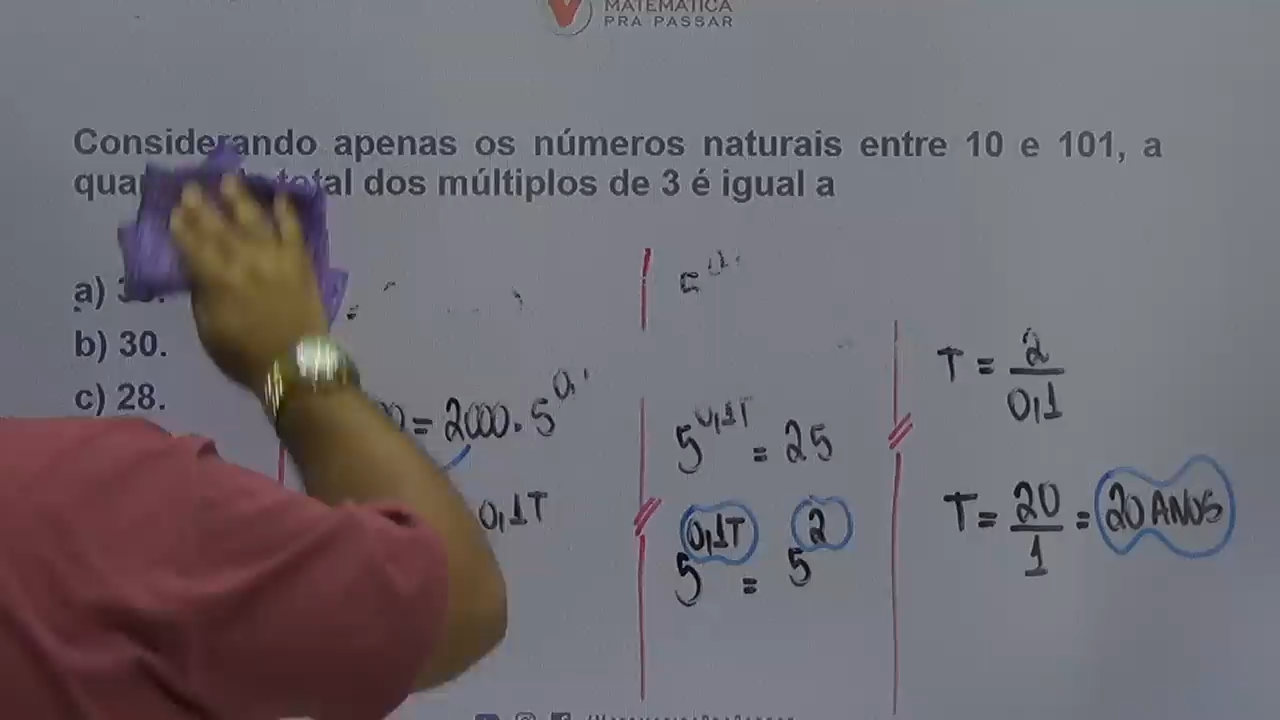 MATEMÁTICA
PRA PASSAR
Considerando apenas os números naturais entre 10 e 101, a
total dos múltiplos de 3 é igual a
a)
b) 30.
c) 28.
= 2000 . 5
0,1T
5^0,1T = 25
5^0,1T = 5^2
T = 2/0,1
T = 20/1 = 20 ANOS